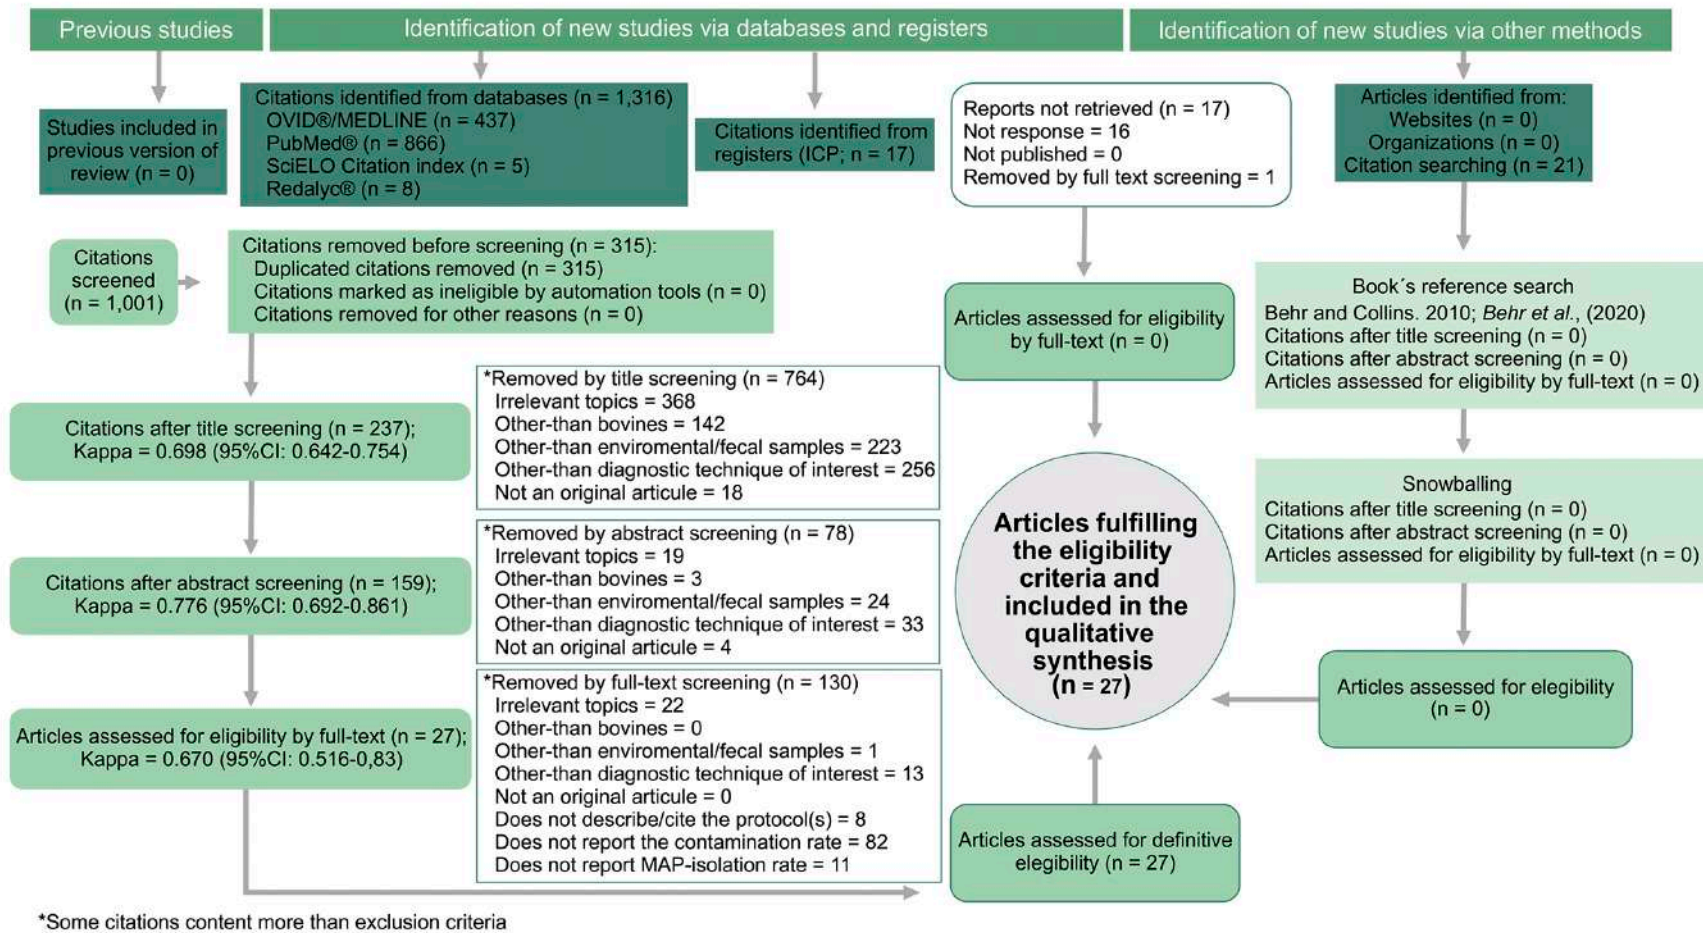 Previous studies
Identification of new studies via databases and registers
Identification of new studies via other methods
Studies included in
previous version of
review (n = 0)
Citations identified from databases (n = 1,316)
OVID®/MEDLINE (n = 437)
PubMed® (n = 866)
SciELO Citation index (n = 5)
Redalyc® (n = 8)
Citations identified from
registers (ICP; n = 17)
Reports not retrieved (n = 17)
Not response = 16
Not published = 0
Removed by full text screening = 1
Articles identified from:
Websites (n = 0)
Organizations (n = 0)
Citation searching (n = 21)
Citations
screened
(n = 1,001)
Citations removed before screening (n = 315):
Duplicated citations removed (n = 315)
Citations marked as ineligible by automation tools (n = 0)
Citations removed for other reasons (n = 0)
Articles assessed for eligibility
by full-text (n = 0)
Book´s reference search
Behr and Collins. 2010; Behr et al., (2020)
Citations after title screening (n = 0)
Citations after abstract screening (n = 0)
Articles assessed for eligibility by full-text (n = 0)
Citations after title screening (n = 237);
Kappa = 0.698 (95%CI: 0.642-0.754)
*Removed by title screening (n = 764)
Irrelevant topics = 368
Other-than bovines = 142
Other-than enviromental/fecal samples = 223
Other-than diagnostic technique of interest = 256
Not an original articule = 18
Snowballing
Citations after title screening (n = 0)
Citations after abstract screening (n = 0)
Articles assessed for eligibility by full-text (n = 0)
Citations after abstract screening (n = 159);
Kappa = 0.776 (95%CI: 0.692-0.861)
*Removed by abstract screening (n = 78)
Irrelevant topics = 19
Other-than bovines = 3
Other-than enviromental/fecal samples = 24
Other-than diagnostic technique of interest = 33
Not an original articule = 4
Articles fulfilling
the eligibility
criteria and
included in the
qualitative
synthesis
(n = 27)
Articles assessed for elegibility
(n = 0)
Articles assessed for eligibility by full-text (n = 27);
Kappa = 0.670 (95%CI: 0.516-0,83)
*Removed by full-text screening (n = 130)
Irrelevant topics = 22
Other-than bovines = 0
Other-than enviromental/fecal samples = 1
Other-than diagnostic technique of interest = 13
Not an original articule = 0
Does not describe/cite the protocol(s) = 8
Does not report the contamination rate = 82
Does not report MAP-isolation rate = 11
Articles assessed for definitive
elegibility (n = 27)
*Some citations content more than exclusion criteria